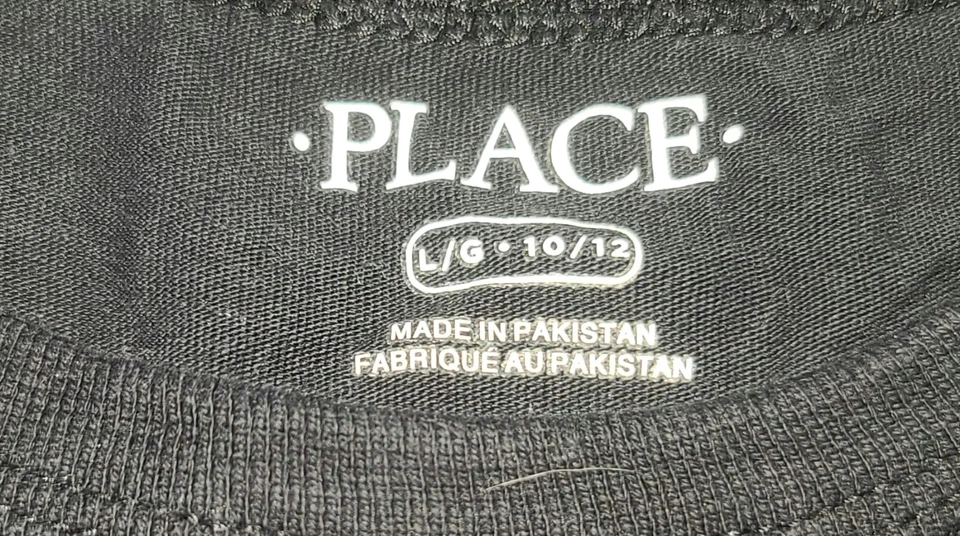 ·PLACE·
L/G • 10/12
MADE IN PAKISTAN
FABRIQUÉ AU PAKISTAN